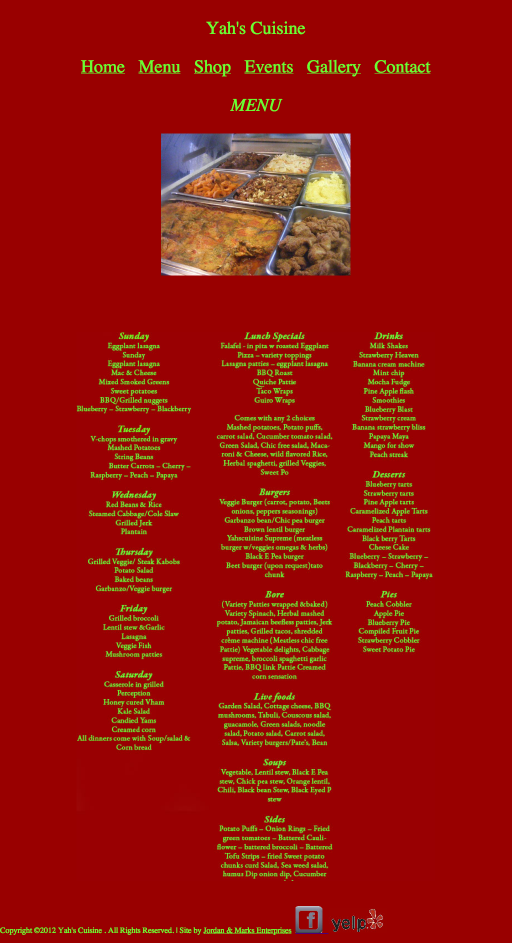 Yah's Cuisine
Home Menu Shop Events Gallery Contact
MENU
Sunday
Eggplant lasagna
Sunday
Eggplant lasagna
Mac & Cheese
Mized Smoked Greens
Sweet potatoes
BBQ/Grilled nuggets
Blueberry – Strawberry – Blackberry
Tuesday
V-chops smothered in gravy
Mashed Potatoes
String Beans
Butter Carrots – Cherry –
Raspberry – Peach – Papaya
Wednesday
Red Beans & Rice
Steamed Cabbage/Cole Slaw
Grilled Jerk
Plantain
Thursday
Grilled Veggie/ Steak Kabobs
Potato Salad
Baked beans
Garbanzo/Veggie burger
Friday
Grilled broccoli
Lentil stew &Garlic
Lasagna
Veggie Fish
Mushroom patties
Saturday
Casserole in grilled
Perception
Honey cured Vham
Kale Salad
Candied Yams
Creamed corn
All dinners come with Soup/salad &
Corn bread
Lunch Specials
Falafel - in pita w roasted Eggplant
Pizza – variety toppings
Lasagna patties – eggplant lasagna
BBQ Roast
Quiche Pattie
Taco Wraps
Guiro Wraps
Comes with any 2 choices
Mashed potatoes, Potato puffs,
carrot salad, Cucumber tomato salad,
Green Salad, Chic free salad, Maca-
roni & Cheese, wild flavored Rice,
Herbal spaghetti, grilled Veggies,
Sweet Po
Burgers
Veggie Burger (carrot, potato, Beets
onions, peppers seasonings)
Garbanzo bean/Chic pea burger
Brown lentil burger
Yahscuisine Supreme (meatless
burger w/veggies omegas & herbs)
Black E Pea burger
Beet burger (upon request)tato
chunk
Bore
(Variety Patties wrapped &baked)
Variety Spinach, Herbal mashed
potato, Jamaican beefless patties, Jerk
patties, Grilled tacos, shredded
crème machine (Meatless chic free
Pattie) Vegetable delights, Cabbage
supreme, broccoli spaghetti garlic
Pattie, BBQ link Pattie Creamed
corn sensation
Live foods
Garden Salad, Cottage cheese, BBQ
mushrooms, Tabuli, Couscous salad,
guacamole, Green salads, noodle
salad, Potato salad, Carrot salad,
Salsa, Variety burgers/Pate's, Bean
Soups
Vegetable, Lentil stew, Black E Pea
stew, Chick pea stew, Orange lentil,
Chili, Black bean Stew, Black Eyed P
stew
Sides
Potato Puffs – Onion Rings – Fried
green tomatoes – Battered Cauli-
flower – battered broccoli – Battered
Tofu Strips – fried Sweet potato
chunks curd Salad, Sea weed salad,
humus Dip onion dip, Cucumber
Drinks
Milk Shakes
Strawberry Heaven
Banana cream machine
Mint chip
Mocha Fudge
Pine Apple flash
Smoothies
Blueberry Blast
Strawberry cream
Banana strawberry bliss
Papaya Maya
Mango for show
Peach streak
Desserts
Blueberry tarts
Strawberry tarts
Pine Apple tarts
Caramelized Apple Tarts
Peach tarts
Caramelized Plantain tarts
Black berry Tarts
Cheese Cake
Blueberry – Strawberry –
Blackberry – Cherry –
Raspberry – Peach – Papaya
Pies
Peach Cobbler
Apple Pie
Blueberry Pie
Compiled Fruit Pie
Strawberry Cobbler
Sweet Potato Pie
Copyright ©2012 Yah's Cuisine . All Rights Reserved. | Site by Jordan & Marks Enterprises f yelp